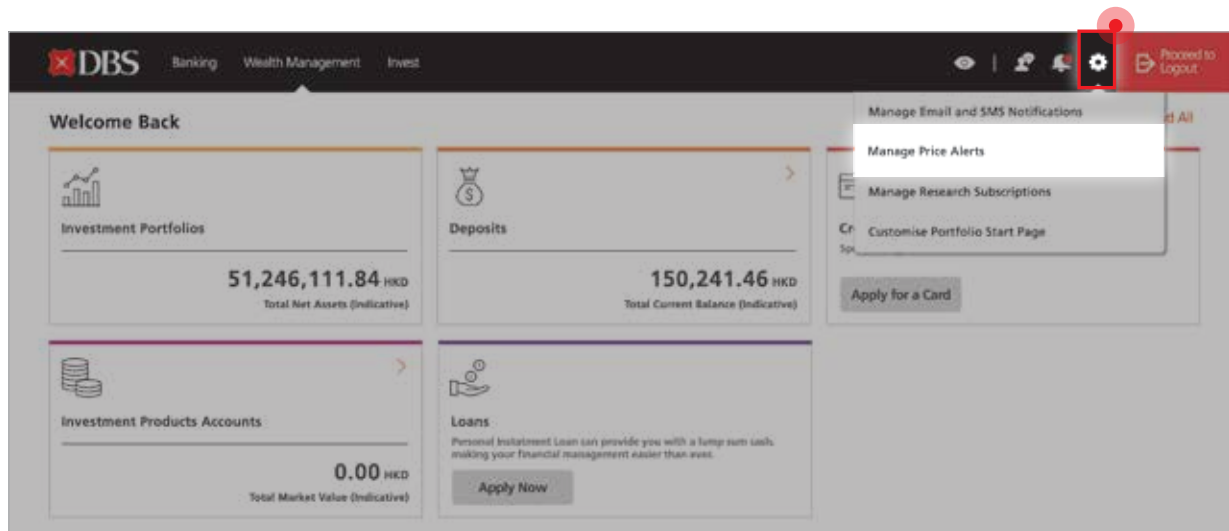 DBS Banking Wealth Management Invest
Proceed to
Logout
Welcome Back
Manage Email and SMS Notifications
Manage Price Alerts
Manage Research Subscriptions
Customise Portfolio Start Page
All
Investment Portfolios
51,246,111.84 HKD
Total Net Assets (Indicative)
Deposits
150,241.46 HKD
Total Current Balance (Indicative)
Apply for a Card
Investment Products Accounts
0.00 HKD
Total Market Value (Indicative)
Loans
Personal Instalment Loan can provide you with a lump sum cash,
making your financial management easier than ever.
Apply Now